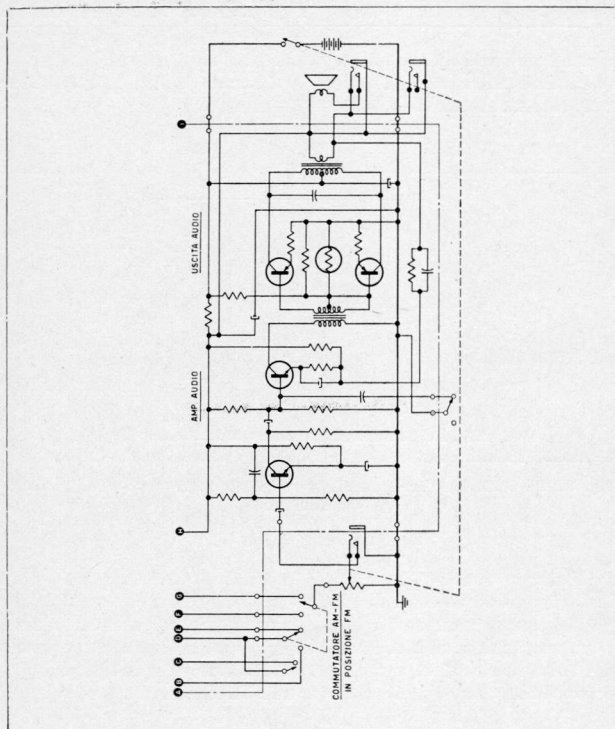 A B C D E F G H I
AMP AUDIO
USCITA AUDIO
COMMUTATORE AM-FM
IN POSIZIONE FM